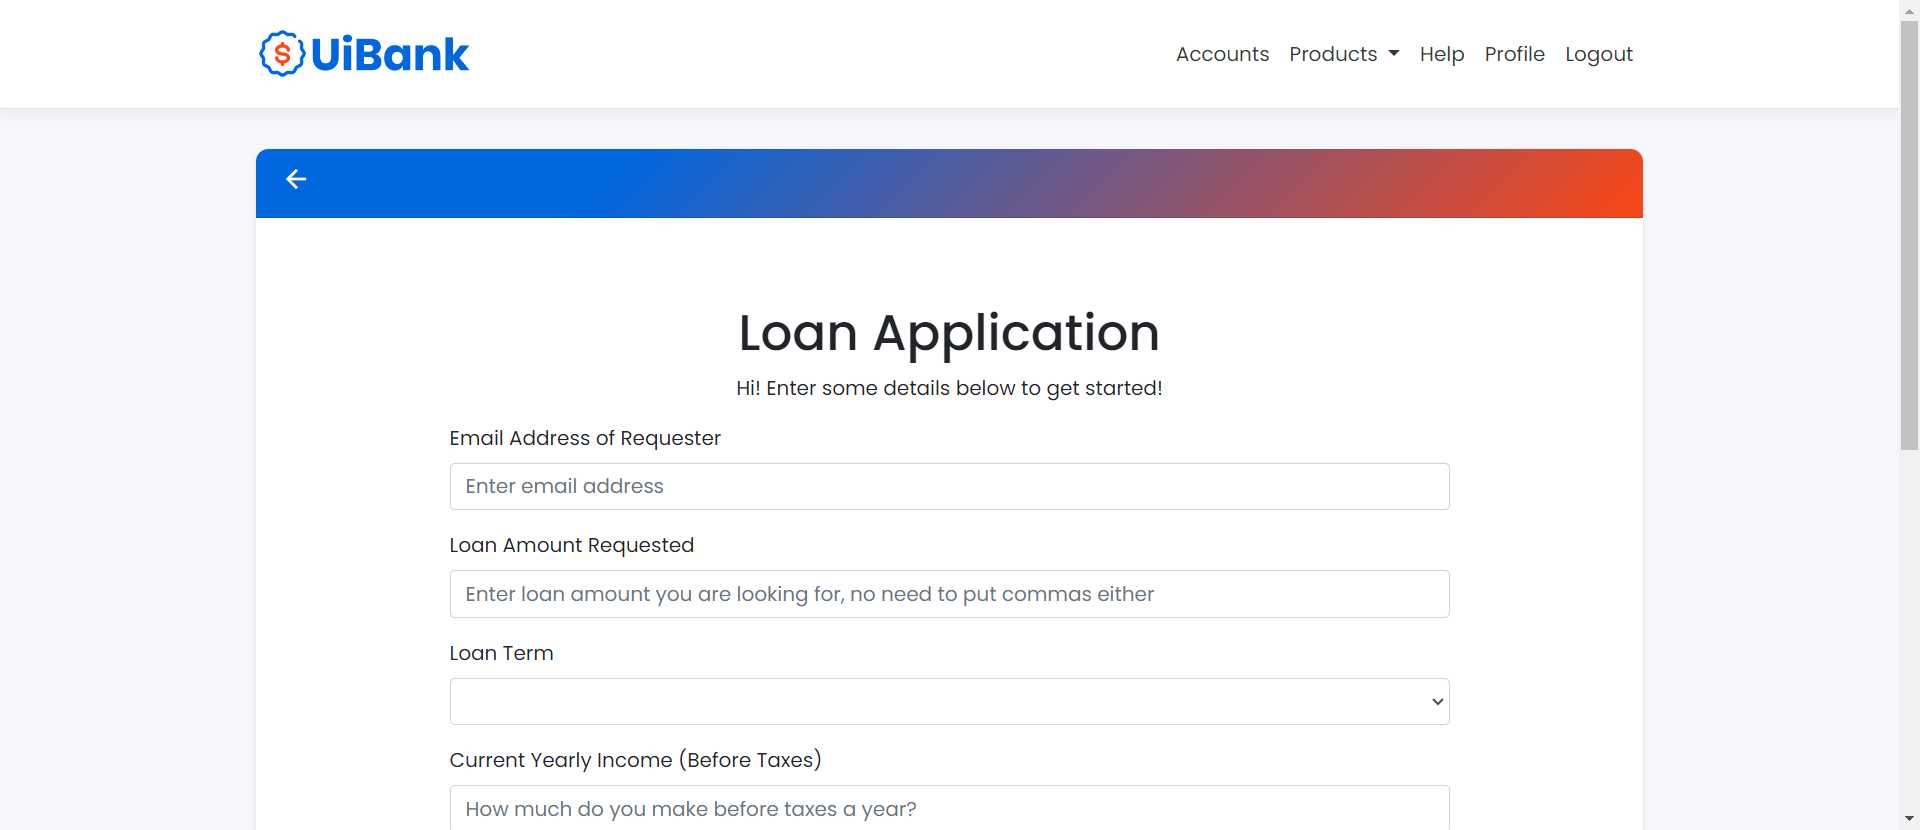 UiBank
Accounts Products Help Profile Logout
Loan Application
Hi! Enter some details below to get started!
Email Address of Requester
Enter email address
Loan Amount Requested
Enter loan amount you are looking for, no need to put commas either
Loan Term
Current Yearly Income (Before Taxes)
How much do you make before taxes a year?